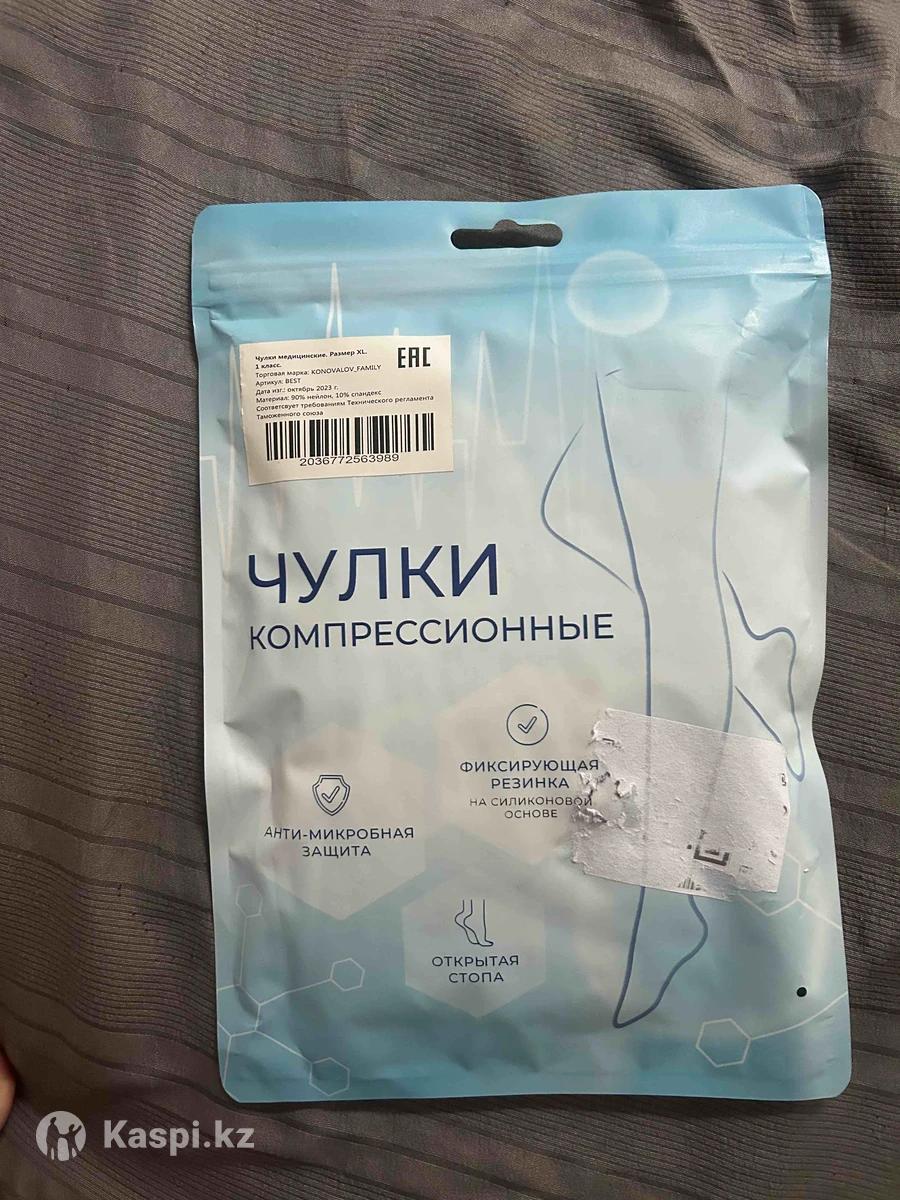 Чулки медицинские. Размер XL.
1 класс.
Торговая марка: KONOVALOV_FAMILY
Артикул: BEST
Дата изг.: октябрь 2023 г.
Материал: 90% нейлон, 10% спандекс
Соответсвует требованиям Технического регламента
Таможенного союза
EAC
2036772563989
ЧУЛКИ
КОМПРЕССИОННЫЕ
ФИКСИРУЮЩАЯ
РЕЗИНКА
НА СИЛИКОНОВОЙ
ОСНОВЕ
АНТИ-МИКРОБНАЯ
ЗАЩИТА
ОТКРЫТАЯ
СТОПА
Kaspi.kz